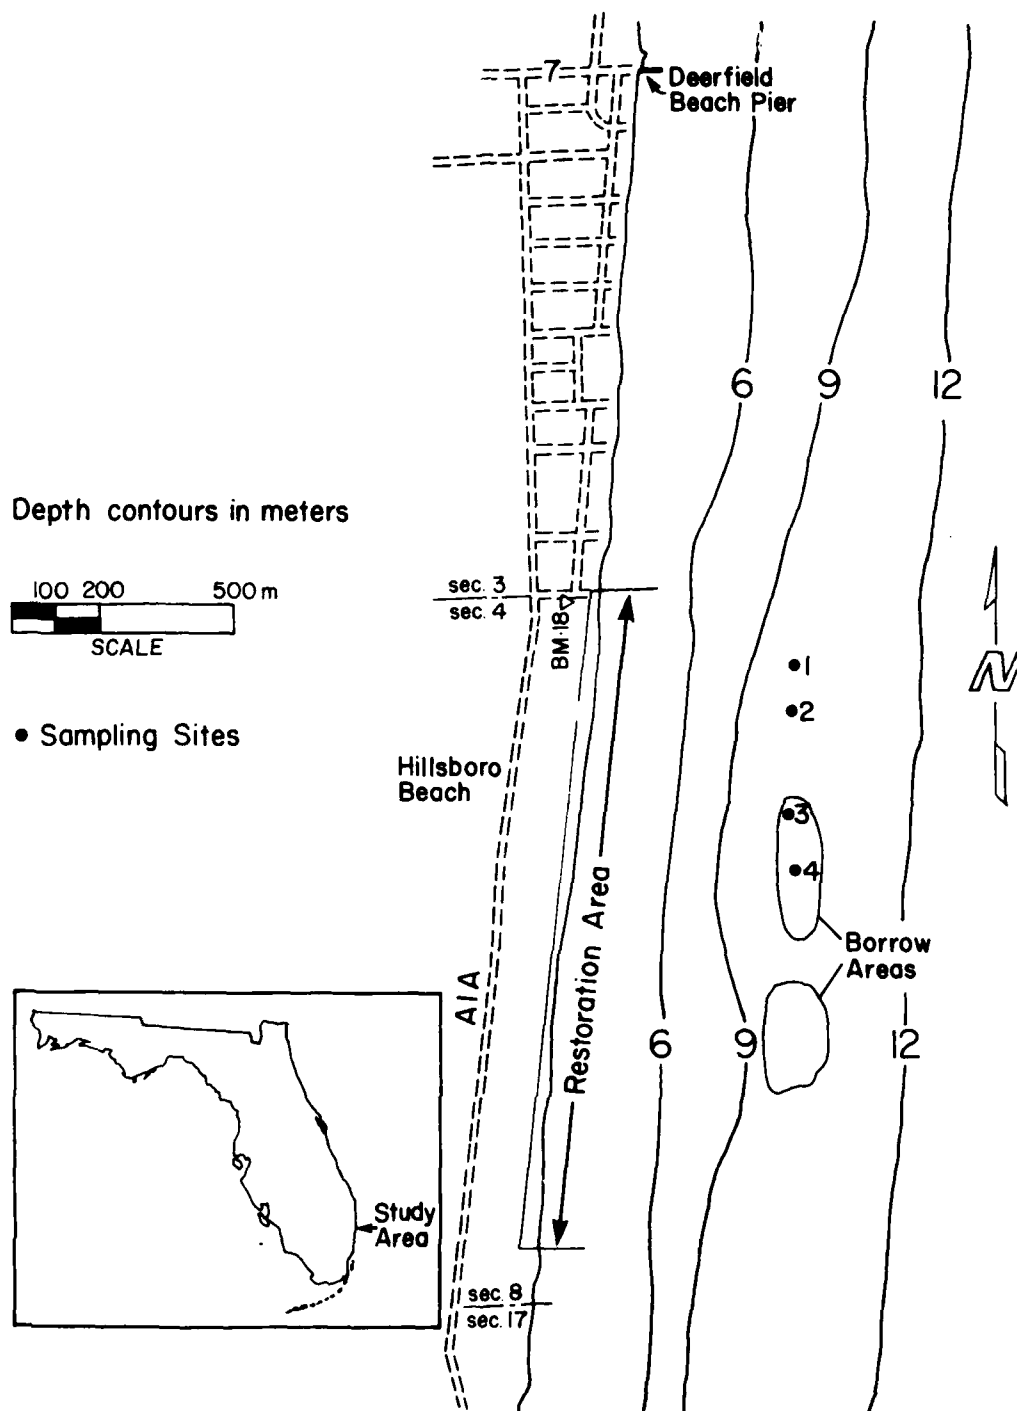 7
Deerfield
Beach Pier
6
9
12
Depth contours in meters
100 200 500 m
SCALE
sec. 3
sec. 4
BM-18
1
2
N
• Sampling Sites
Hillsboro
Beach
3
4
Restoration Area
Borrow
Areas
A1A
6
9
12
Study
Area
sec. 8
sec. 17